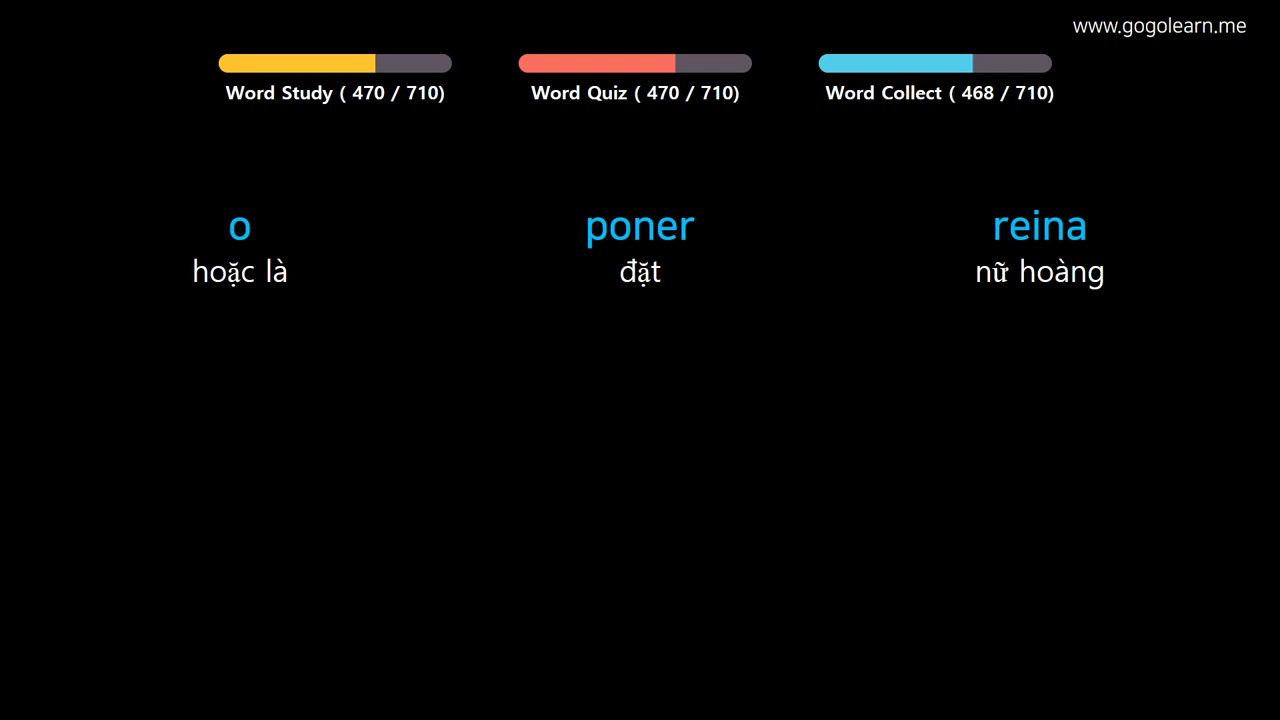 www.gogolearn.me
Word Study ( 470 / 710)
Word Quiz ( 470 / 710)
Word Collect ( 468 / 710)
o
poner
reina
hoặc là
đặt
nữ hoàng